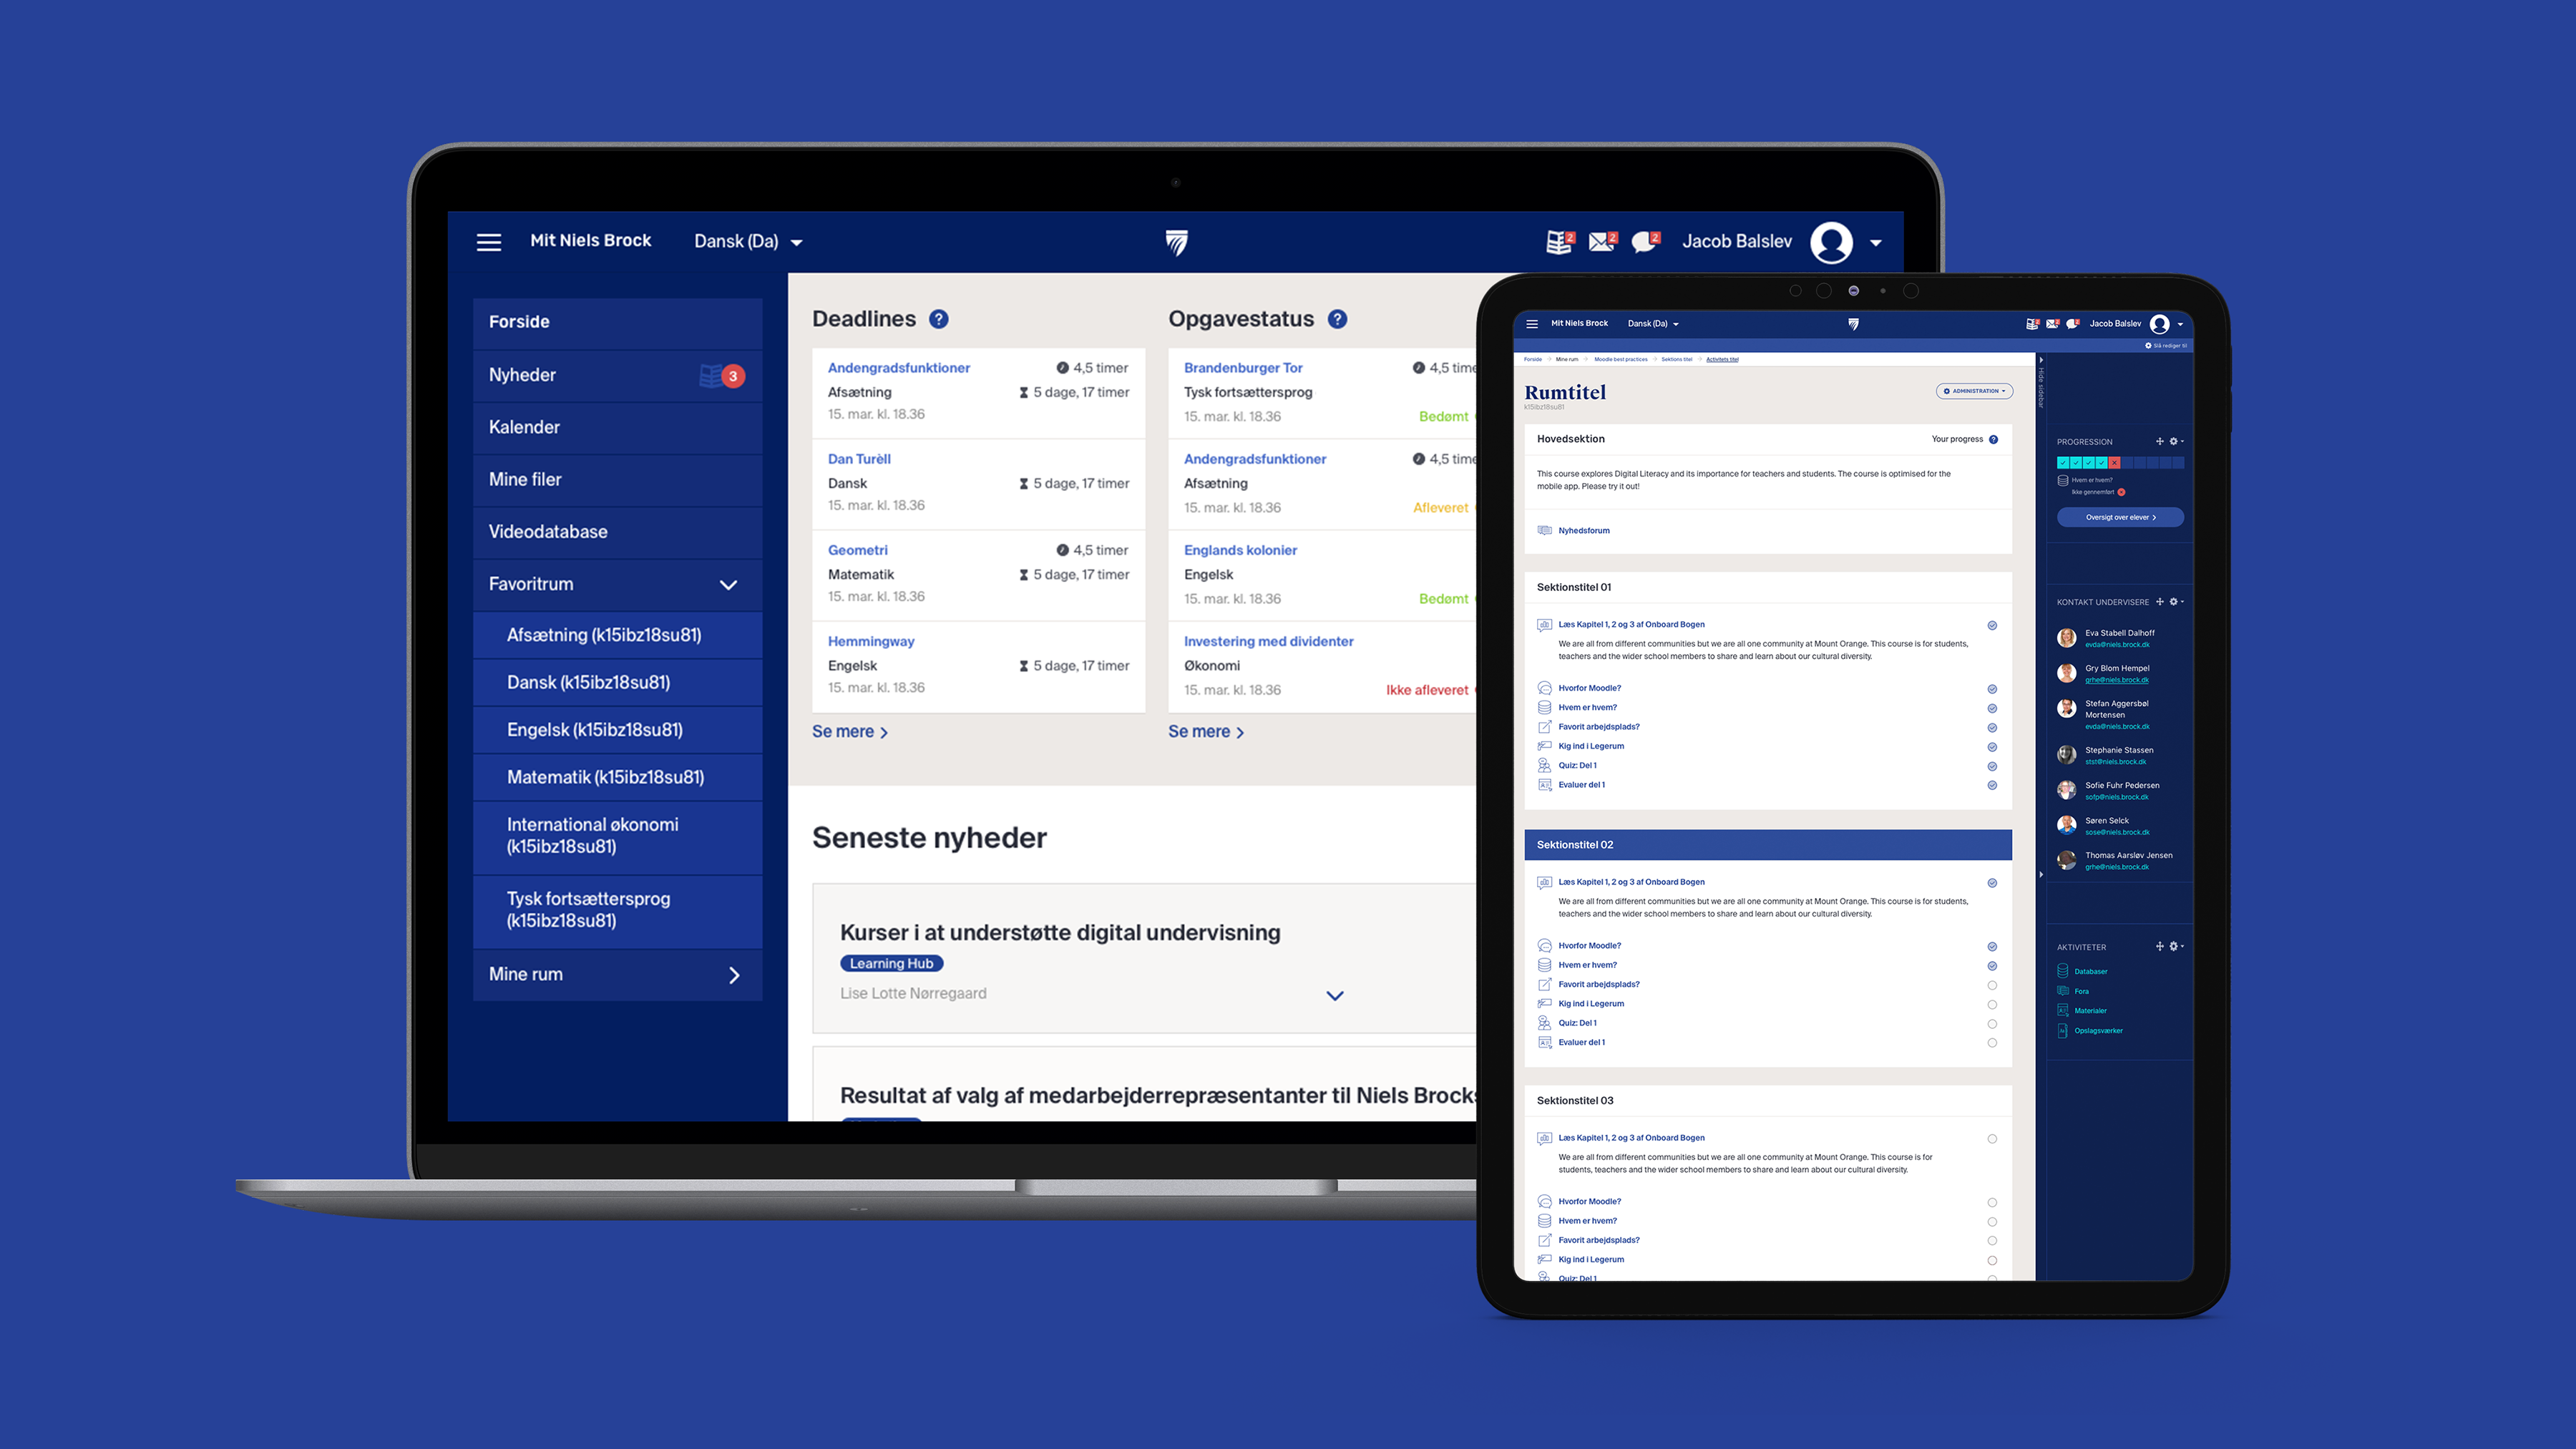 Mit Niels Brock
Dansk (Da)
2
2
2
Jacob Balslev
Forside
Nyheder
3
Kalender
Mine filer
Videodatabase
Favoritrum
Afsætning (k15ibz18su81)
Dansk (k15ibz18su81)
Engelsk (k15ibz18su81)
Matematik (k15ibz18su81)
International økonomi
(k15ibz18su81)
Tysk fortsættersprog
(k15ibz18su81)
Mine rum
Deadlines ?
Andengradsfunktioner 4,5 timer
Afsætning 5 dage, 17 timer
15. mar. kl. 18.36
Dan Turèll
Dansk 5 dage, 17 timer
15. mar. kl. 18.36
Geometri 4,5 timer
Matematik 5 dage, 17 timer
15. mar. kl. 18.36
Hemmingway
Engelsk 5 dage, 17 timer
15. mar. kl. 18.36
Se mere >
Opgavestatus ?
Brandenburger Tor 4,5 time
Tysk fortsættersprog
15. mar. kl. 18.36 Bedømt
Andengradsfunktioner 4,5 time
Afsætning
15. mar. kl. 18.36 Afleveret
Englands kolonier
Engelsk
15. mar. kl. 18.36 Bedømt
Investering med dividenter
Økonomi
15. mar. kl. 18.36 Ikke afleveret
Se mere >
Seneste nyheder
Kurser i at understøtte digital undervisning
Learning Hub
Lise Lotte Nørregaard
Resultat af valg af medarbejderrepræsentanter til Niels Brocks
Mit Niels Brock
Dansk (Da)
Jacob Balslev
Slå rediger til
Forside Mine rum Moodle best practices Sektions titel Activitets titel
Hide sidebar
Rumtitel
k15ibz18su81
ADMINISTRATION
Hovedsektion
Your progress ?
This course explores Digital Literacy and its importance for teachers and students. The course is optimised for the
mobile app. Please try it out!
Nyhedsforum
Sektionstitel 01
Læs Kapitel 1, 2 og 3 af Onboard Bogen
We are all from different communities but we are all one community at Mount Orange. This course is for students,
teachers and the wider school members to share and learn about our cultural diversity.
Hvorfor Moodle?
Hvem er hvem?
Favorit arbejdsplads?
Kig ind i Legerum
Quiz: Del 1
Evaluer del 1
Sektionstitel 02
Læs Kapitel 1, 2 og 3 af Onboard Bogen
We are all from different communities but we are all one community at Mount Orange. This course is for students,
teachers and the wider school members to share and learn about our cultural diversity.
Hvorfor Moodle?
Hvem er hvem?
Favorit arbejdsplads?
Kig ind i Legerum
Quiz: Del 1
Evaluer del 1
Sektionstitel 03
Læs Kapitel 1, 2 og 3 af Onboard Bogen
We are all from different communities but we are all one community at Mount Orange. This course is for
students, teachers and the wider school members to share and learn about our cultural diversity.
Hvorfor Moodle?
Hvem er hvem?
Favorit arbejdsplads?
Kig ind i Legerum
Quiz: Del 1
PROGRESSION
Hvem er hvem?
Ikke gennemført
Oversigt over elever >
KONTAKT UNDERVISERE
Eva Stabell Dalhoff
evda@niels.brock.dk
Gry Blom Hempel
grhe@niels.brock.dk
Stefan Aggersbøl
Mortensen
evda@niels.brock.dk
Stephanie Stassen
stst@niels.brock.dk
Sofie Fuhr Pedersen
sofp@niels.brock.dk
Søren Selck
sose@niels.brock.dk
Thomas Aarsløv Jensen
grhe@niels.brock.dk
AKTIVITETER
Databaser
Fora
Materialer
Opslagsværker